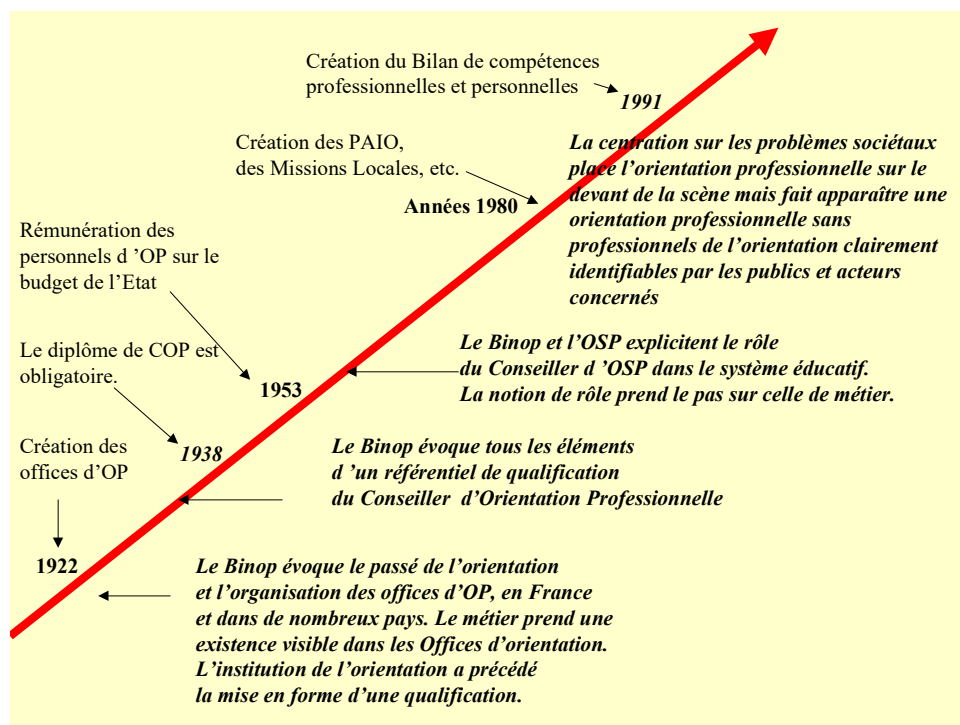 Création du Bilan de compétences
professionnelles et personnelles
1991
Création des PAIO,
des Missions Locales, etc.
Années 1980
La centration sur les problèmes sociétaux
place l’orientation professionnelle sur le
devant de la scène mais fait apparaître une
orientation professionnelle sans
professionnels de l’orientation clairement
identifiables par les publics et acteurs
concernés
Rémunération des
personnels d ’OP sur le
budget de l’Etat
1953
Le Binop et l’OSP explicitent le rôle
du Conseiller d ’OSP dans le système éducatif.
La notion de rôle prend le pas sur celle de métier.
Le diplôme de COP est
obligatoire.
1938
Le Binop évoque tous les éléments
d ’un référentiel de qualification
du Conseiller d’Orientation Professionnelle
Création des
offices d’OP
1922
Le Binop évoque le passé de l’orientation
et l’organisation des offices d’OP, en France
et dans de nombreux pays. Le métier prend une
existence visible dans les Offices d’orientation.
L’institution de l’orientation a précédé
la mise en forme d’une qualification.